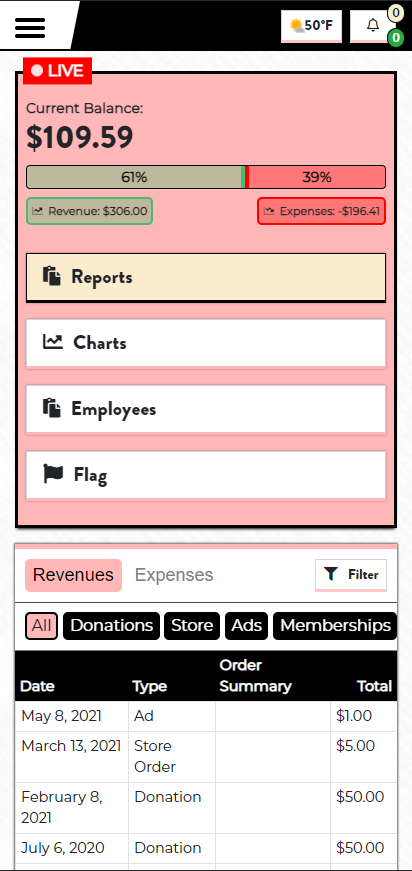 50°F
0
0
LIVE
Current Balance:
$109.59
61% 39%
Revenue: $306.00 Expenses: -$196.41
Reports
Charts
Employees
Flag
Revenues Expenses Filter
All Donations Store Ads Memberships
Date Type Order Summary Total
May 8, 2021 Ad $1.00
March 13, 2021 Store Order $5.00
February 8, 2021 Donation $50.00
July 6, 2020 Donation $50.00